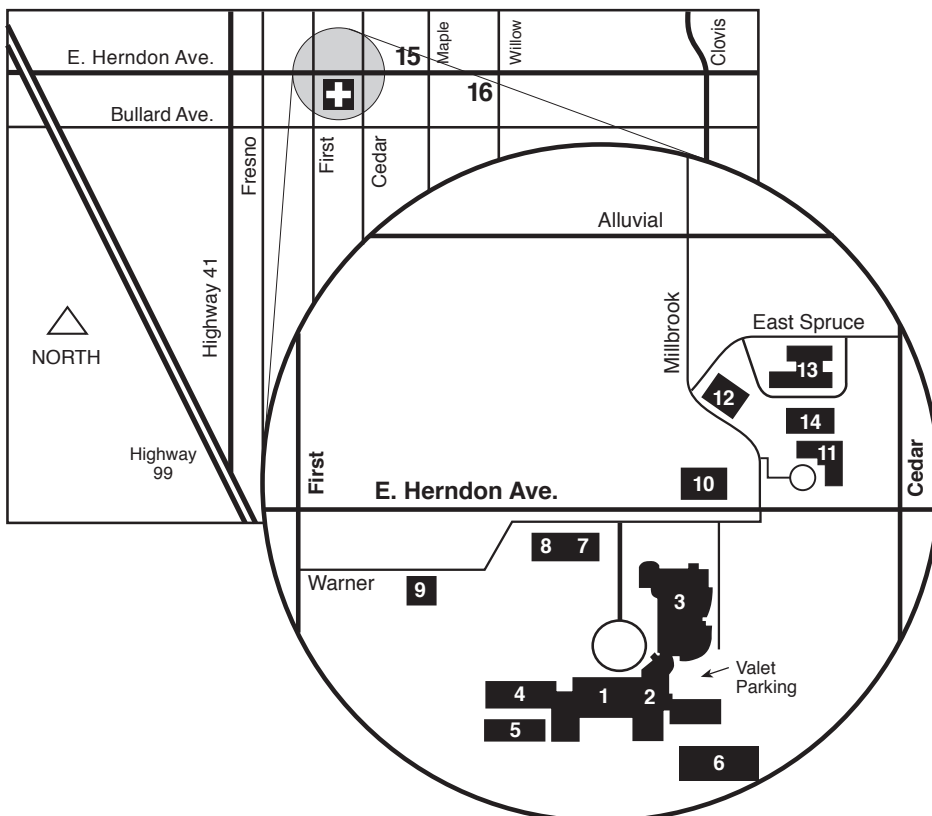 E. Herndon Ave.
15
Maple
Willow
Clovis
16
Bullard Ave.
Fresno
First
Cedar
Highway 41
NORTH
Highway
99
Alluvial
Millbrook
East Spruce
13
12
14
11
First
Cedar
10
E. Herndon Ave.
8
7
Warner
9
3
Valet
Parking
4
1
2
5
6